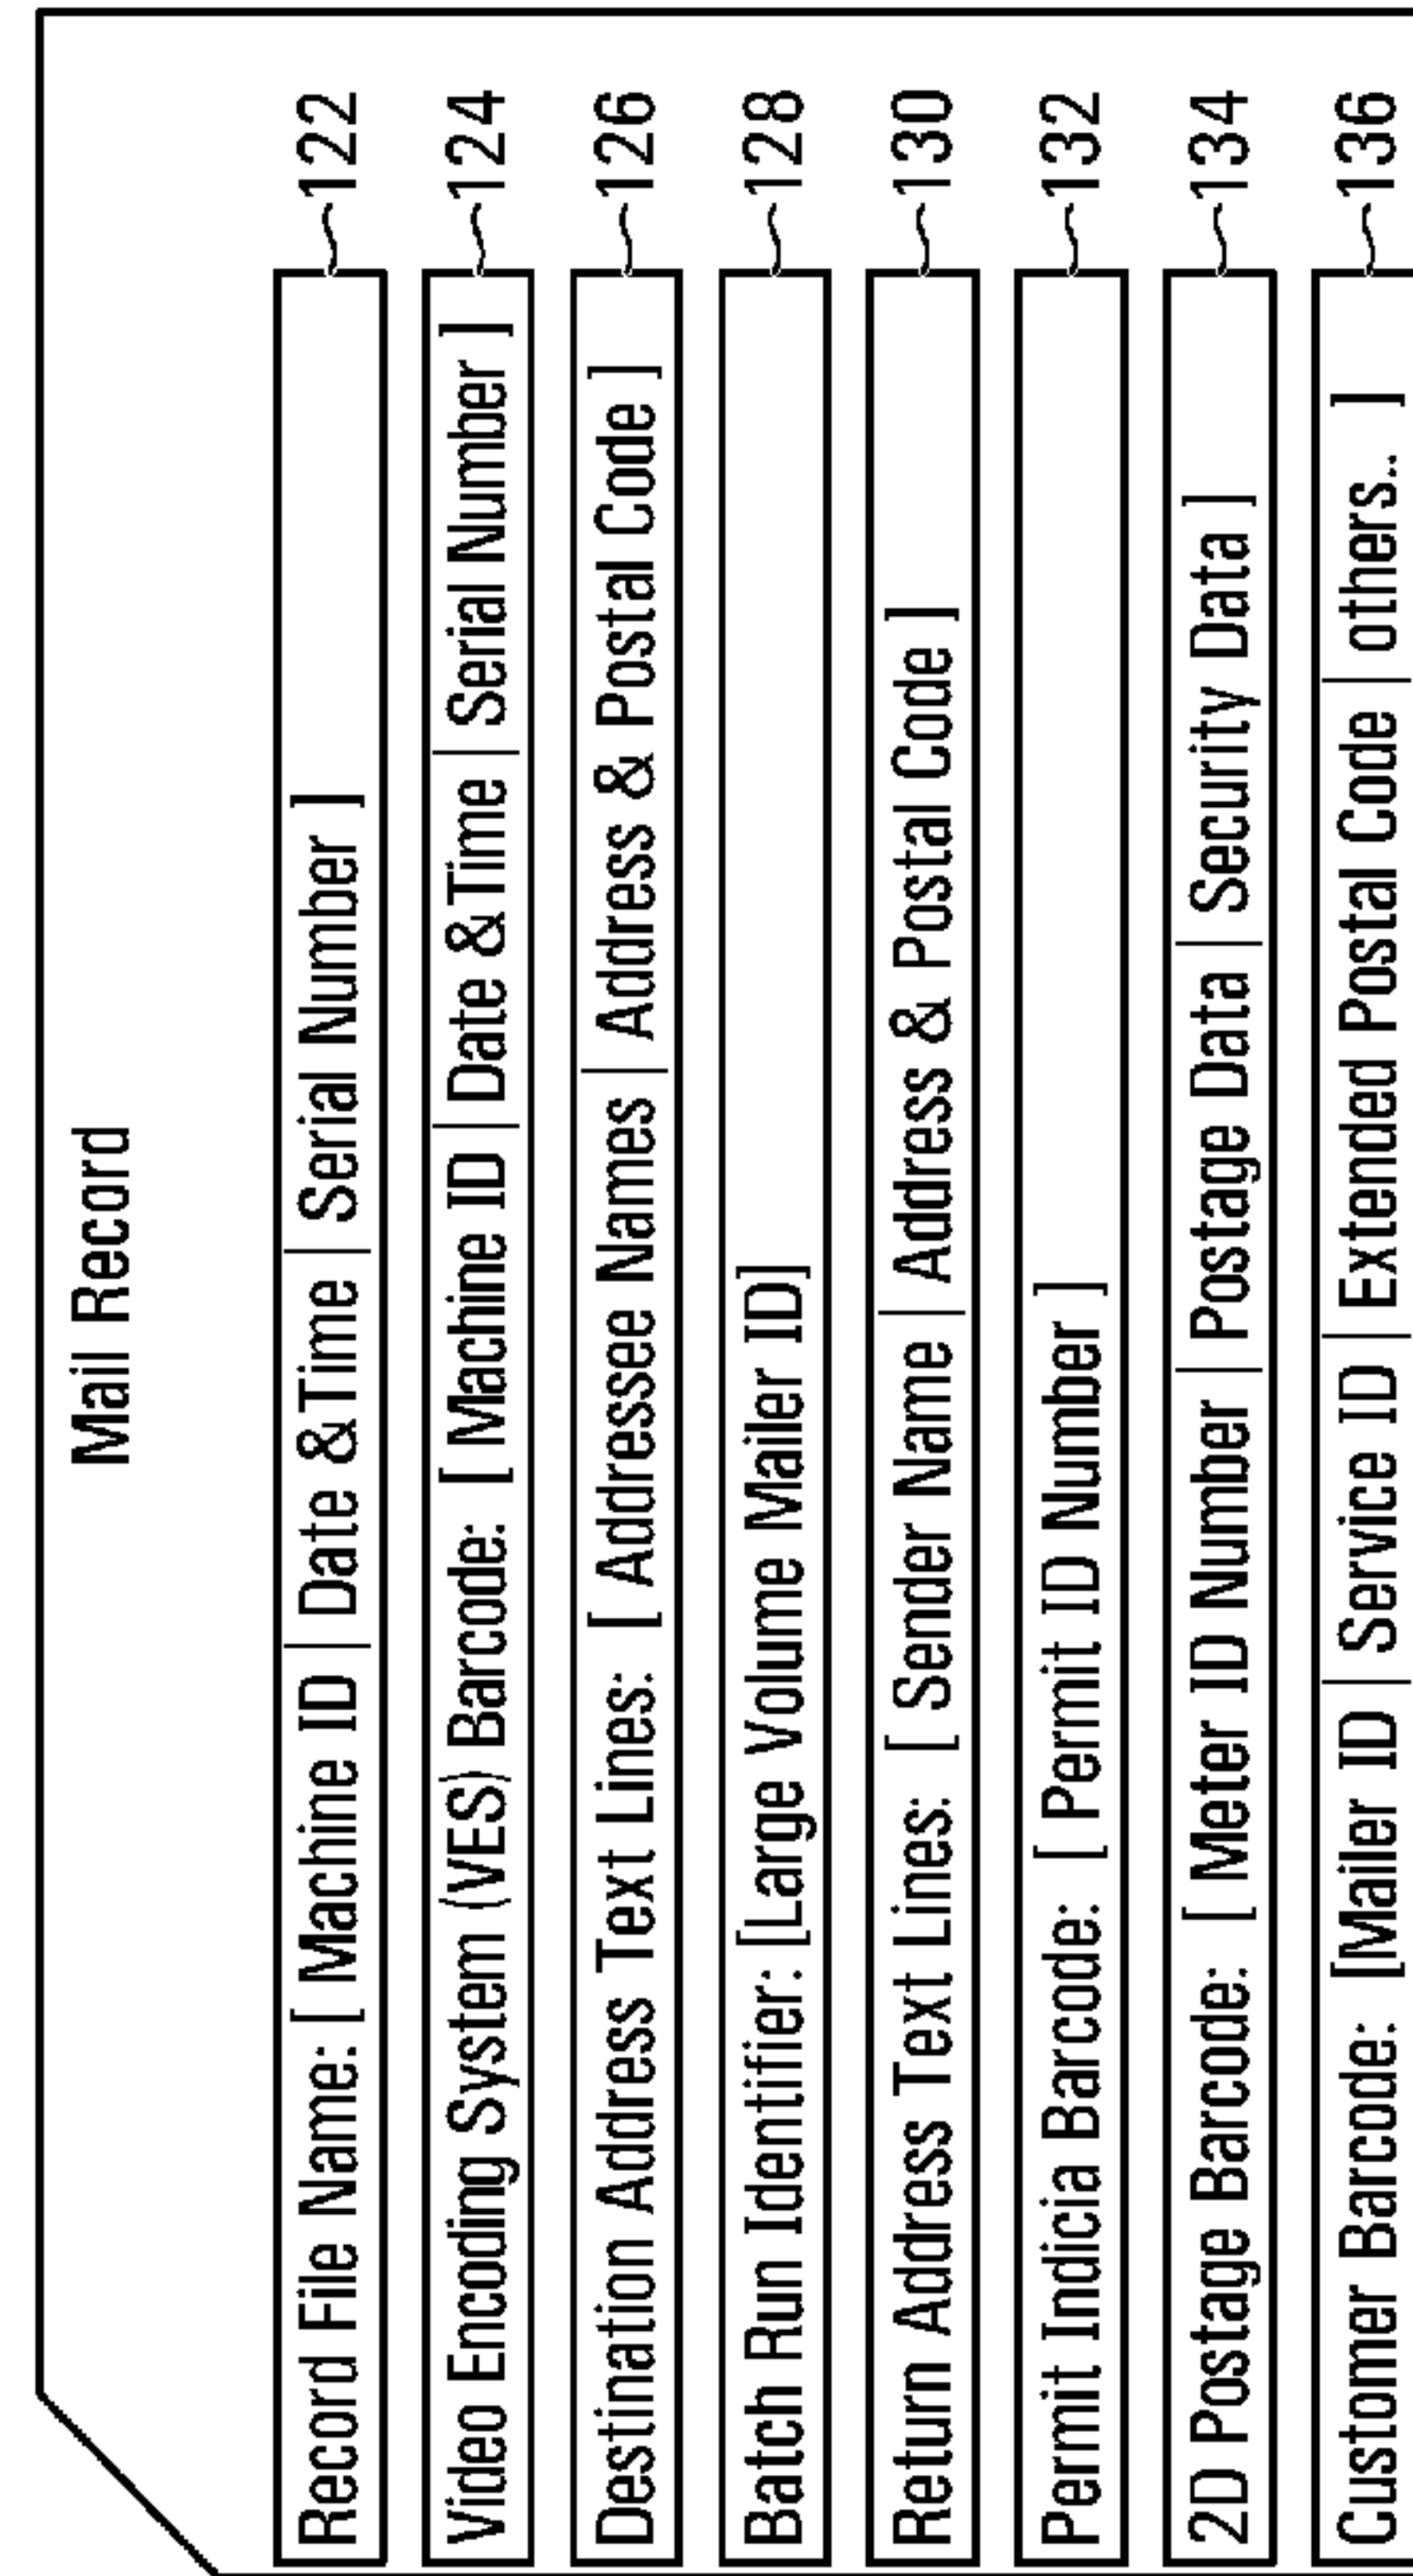 Mail Record
Record File Name: [ Machine ID | Date &Time | Serial Number ] 122
Video Encoding System (VES) Barcode: [ Machine ID | Date &Time | Serial Number ] 124
Destination Address Text Lines: [ Addressee Names | Address & Postal Code ] 126
Batch Run Identifier: [Large Volume Mailer ID] 128
Return Address Text Lines: [ Sender Name | Address & Postal Code ] 130
Permit Indicia Barcode: [ Permit ID Number ] 132
2D Postage Barcode: [ Meter ID Number | Postage Data | Security Data ] 134
Customer Barcode: [Mailer ID | Service ID | Extended Postal Code | others.. ] 136